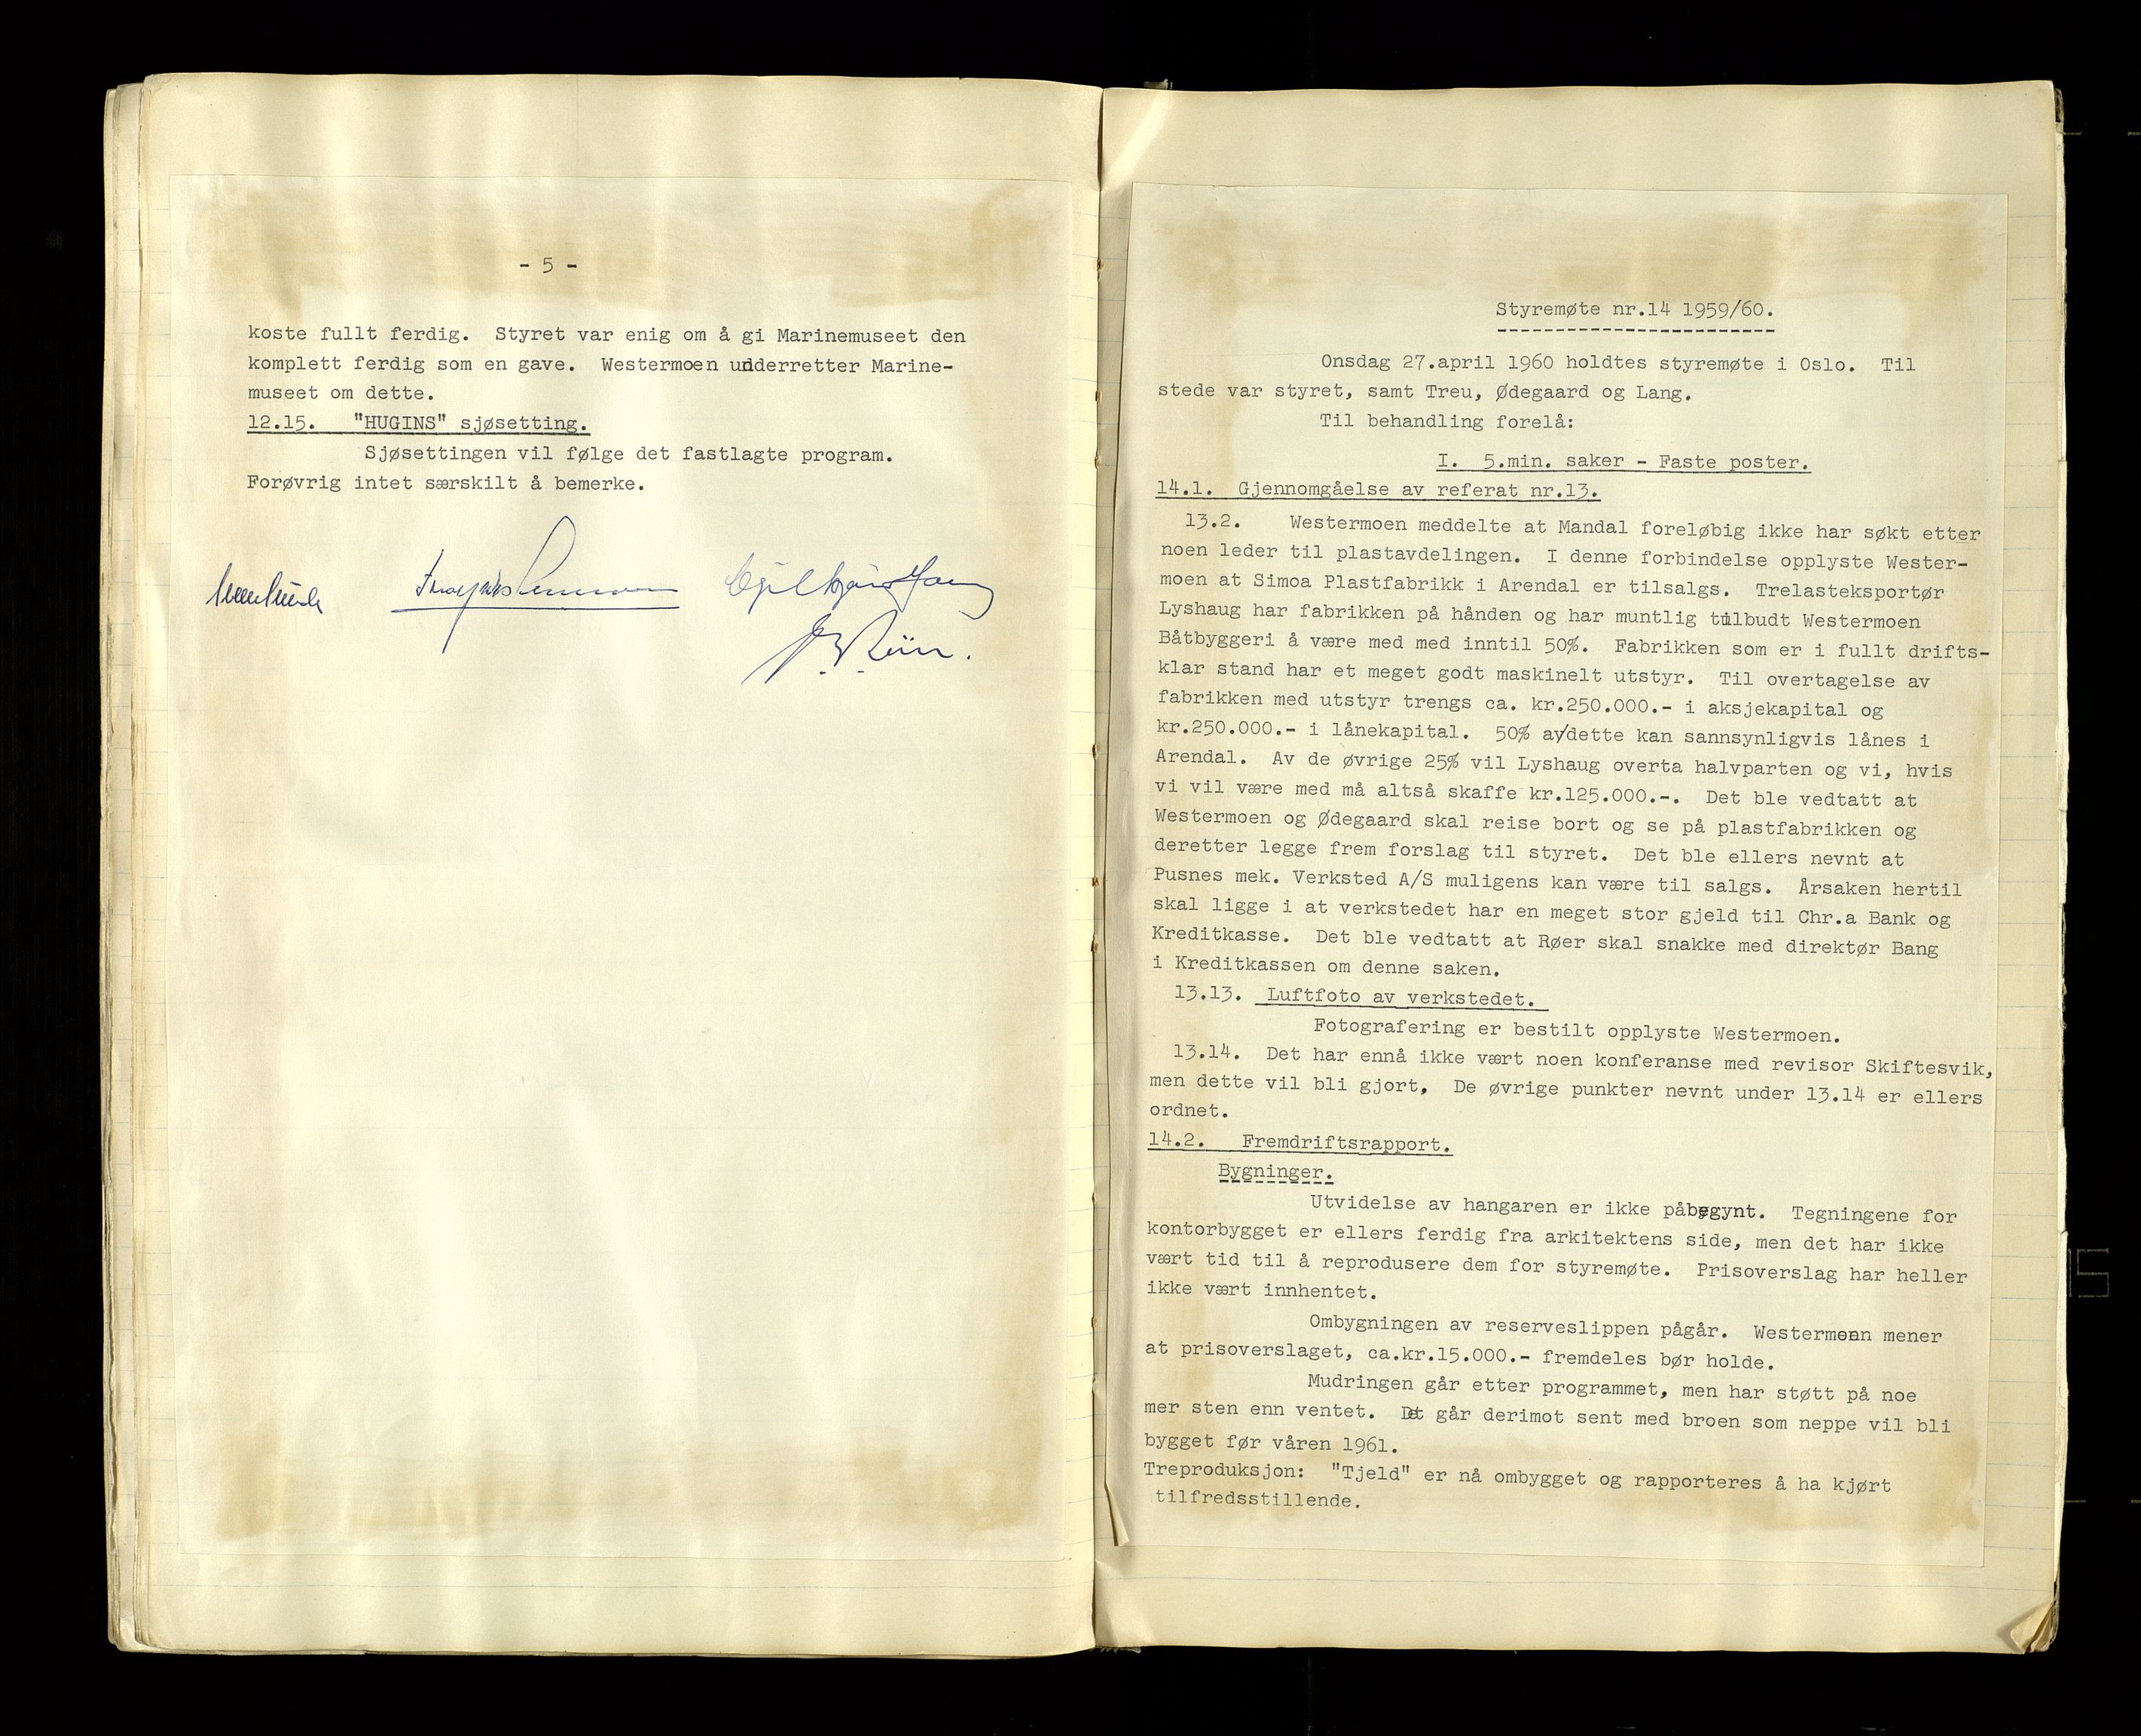 - 5 -
koste fullt ferdig. Styret var enig om å gi Marinemuseet den
komplett ferdig som en gave. Westermoen underretter Marine-
museet om dette.
12.15. "HUGINS" sjøsetting.
Sjøsettingen vil følge det fastlagte program.
Forøvrig intet særskilt å bemerke.
Styremøte nr.14 1959/60.
Onsdag 27.april 1960 holdtes styremøte i Oslo. Til
stede var styret, samt Treu, Ødegaard og Lang.
Til behandling forelå:
I. 5.min. saker - Faste poster.
14.1. Gjennomgåelse av referat nr.13.
13.2. Westermoen meddelte at Mandal foreløbig ikke har søkt etter
noen leder til plastavdelingen. I denne forbindelse opplyste Wester-
moen at Simoa Plastfabrikk i Arendal er tilsalgs. Trelasteksportør
Lyshaug har fabrikken på hånden og har muntlig tilbudt Westermoen
Båtbyggeri å være med med inntil 50%. Fabrikken som er i fullt drifts-
klar stand har et meget godt maskinelt utstyr. Til overtagelse av
fabrikken med utstyr trengs ca. kr.250.000.- i aksjekapital og
kr.250.000.- i lånekapital. 50% av/dette kan sannsynligvis lånes i
Arendal. Av de øvrige 25% vil Lyshaug overta halvparten og vi, hvis
vi vil være med må altså skaffe kr.125.000.-. Det ble vedtatt at
Westermoen og Ødegaard skal reise bort og se på plastfabrikken og
deretter legge frem forslag til styret. Det ble ellers nevnt at
Pusnes mek. Verksted A/S muligens kan være til salgs. Årsaken hertil
skal ligge i at verkstedet har en meget stor gjeld til Chr.a Bank og
Kreditkasse. Det ble vedtatt at Røer skal snakke med direktør Bang
i Kreditkassen om denne saken.
13.13. Luftfoto av verkstedet.
Fotografering er bestilt opplyste Westermoen.
13.14. Det har ennå ikke vært noen konferanse med revisor Skiftesvik,
men dette vil bli gjort. De øvrige punkter nevnt under 13.14 er ellers
ordnet.
14.2. Fremdriftsrapport.
Bygninger.
Utvidelse av hangaren er ikke påbegynt. Tegningene for
kontorbygget er ellers ferdig fra arkitektens side, men det har ikke
vært tid til å reprodusere dem for styremøte. Prisoverslag har heller
ikke vært innhentet.
Ombygningen av reserveslippen pågår. Westermoen mener
at prisoverslaget, ca.kr.15.000.- fremdeles bør holde.
Mudringen går etter programmet, men har støtt på noe
mer sten enn ventet. Det går derimot sent med broen som neppe vil bli
bygget før våren 1961.
Treproduksjon: "Tjeld" er nå ombygget og rapporteres å ha kjørt
tilfredsstillende.